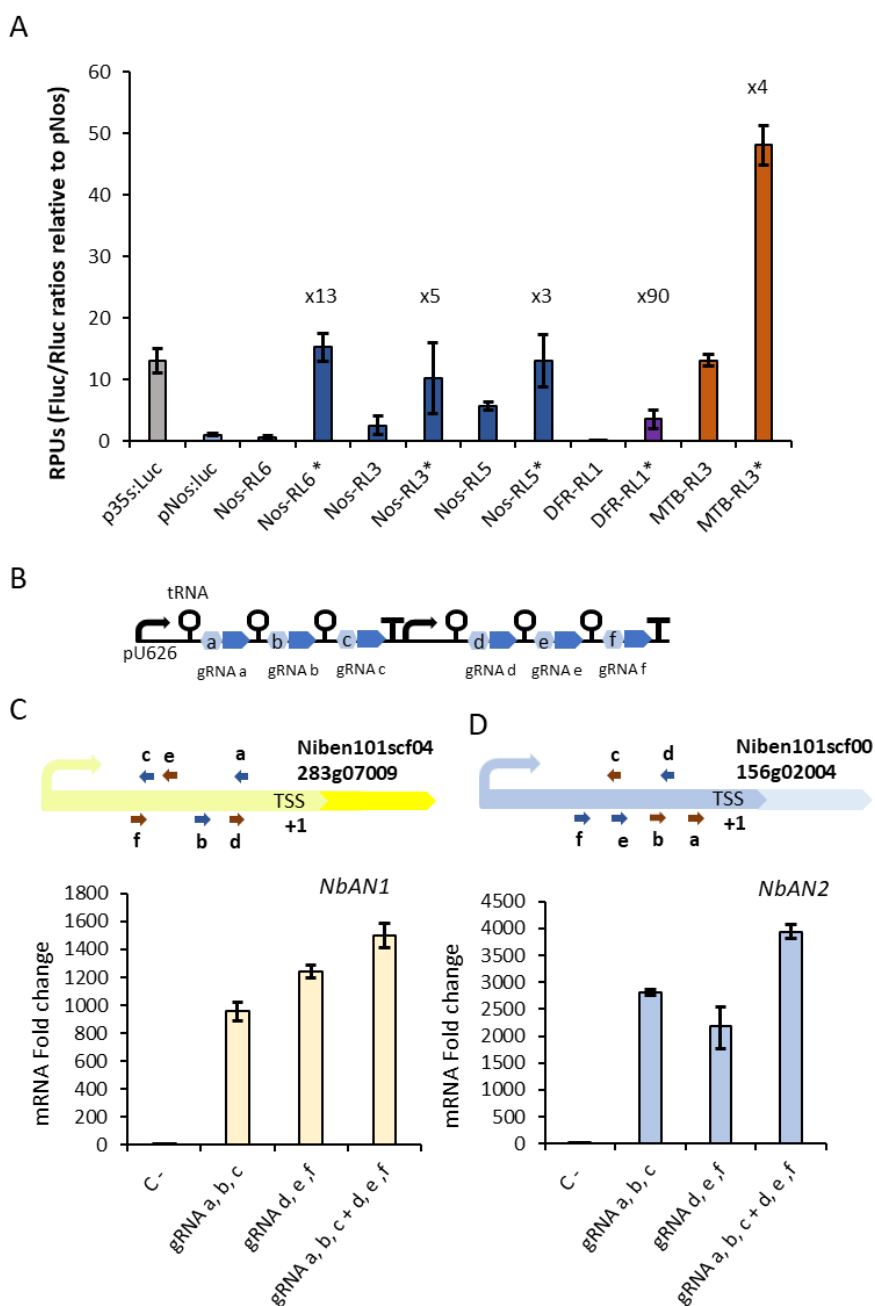 A
RPUs (Fluc/Rluc ratios relative to pNos)
60
50
40
30
20
10
0
x13
x5
x3
x90
x4
p35s:Luc
pNos:luc
Nos-RL6
Nos-RL6*
Nos-RL3
Nos-RL3*
Nos-RL5
Nos-RL5*
DFR-RL1
DFR-RL1*
MTB-RL3
MTB-RL3*
B
tRNA
a b c d e f
pU626
gRNA a gRNA b gRNA c gRNA d gRNA e gRNA f
C
c e a
Niben101scf04
283g07009
TSS
+1
f b d
NbAN1
mRNA Fold change
1800
1600
1400
1200
1000
800
600
400
200
0
C -
gRNA a, b, c
gRNA d, e ,f
gRNA a, b, c + d, e, f
D
c d
Niben101scf00
156g02004
TSS
+1
f e b a
NbAN2
mRNA Fold change
4500
4000
3500
3000
2500
2000
1500
1000
500
0
C -
gRNA a, b, c
gRNA d, e ,f
gRNA a, b, c + d, e, f